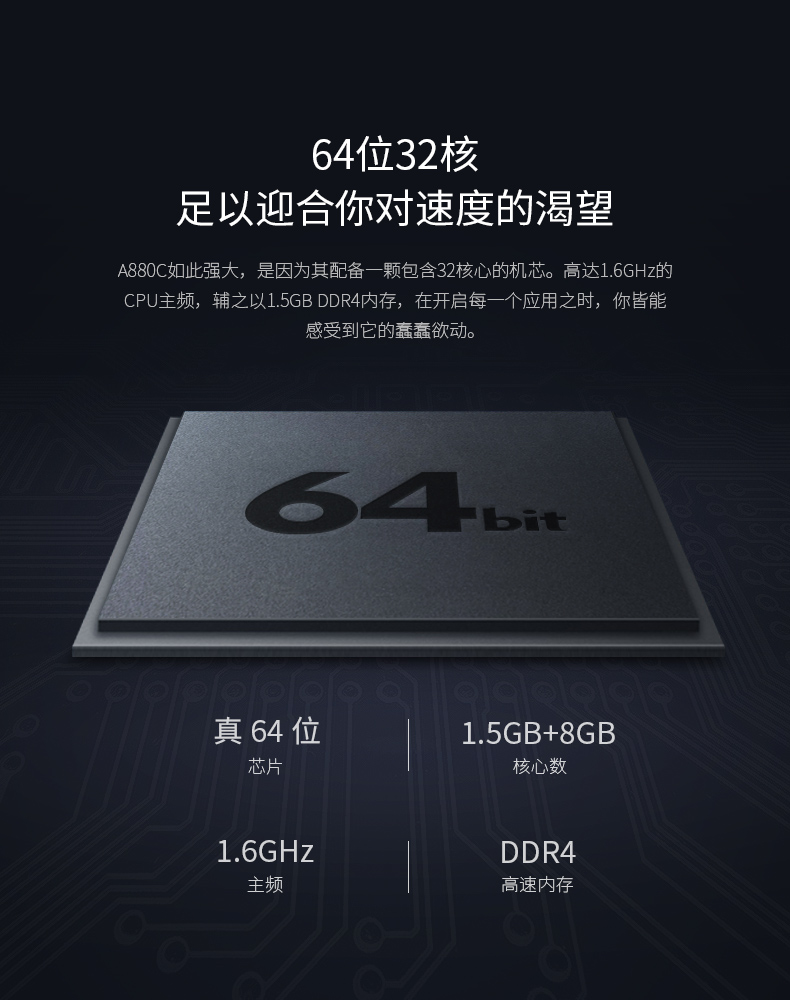 64位32核
足以迎合你对速度的渴望
A880C如此强大，是因为其配备一颗包含32核心的机芯。高达1.6GHz的
CPU主频，辅之以1.5GB DDR4内存，在开启每一个应用之时，你皆能
感受到它的蠢蠢欲动。
64bit
真 64 位
芯片
1.5GB+8GB
核心数
1.6GHz
主频
DDR4
高速内存